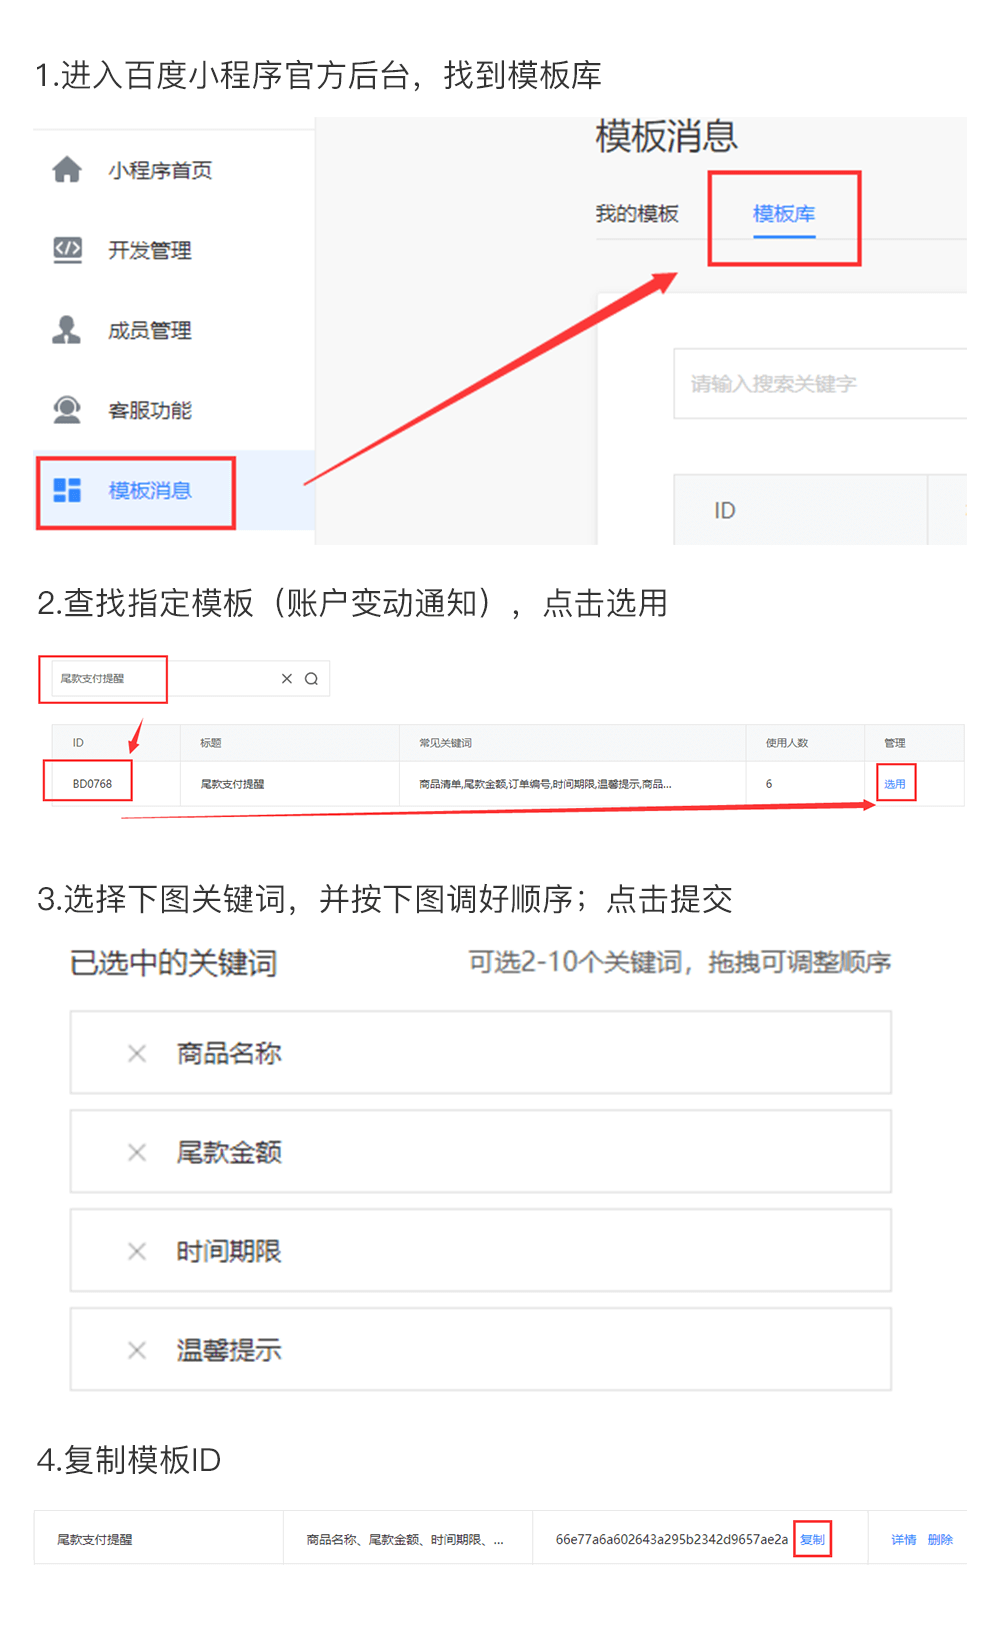 1.进入百度小程序官方后台，找到模板库
模板消息
小程序首页
我的模板 模板库
开发管理
成员管理
请输入搜索关键字
客服功能
模板消息
ID
2.查找指定模板（账户变动通知），点击选用
尾款支付提醒
ID 标题 常见关键词 使用人数 管理
BD0768 尾款支付提醒 商品清单,尾款金额,订单编号,时间期限,温馨提示,商品... 6 选用
3.选择下图关键词，并按下图调好顺序；点击提交
已选中的关键词 可选2-10个关键词，拖拽可调整顺序
商品名称
尾款金额
时间期限
温馨提示
4.复制模板ID
尾款支付提醒 商品名称、尾款金额、时间期限、... 66e77a6a602643a295b2342d9657ae2a 复制 详情 删除